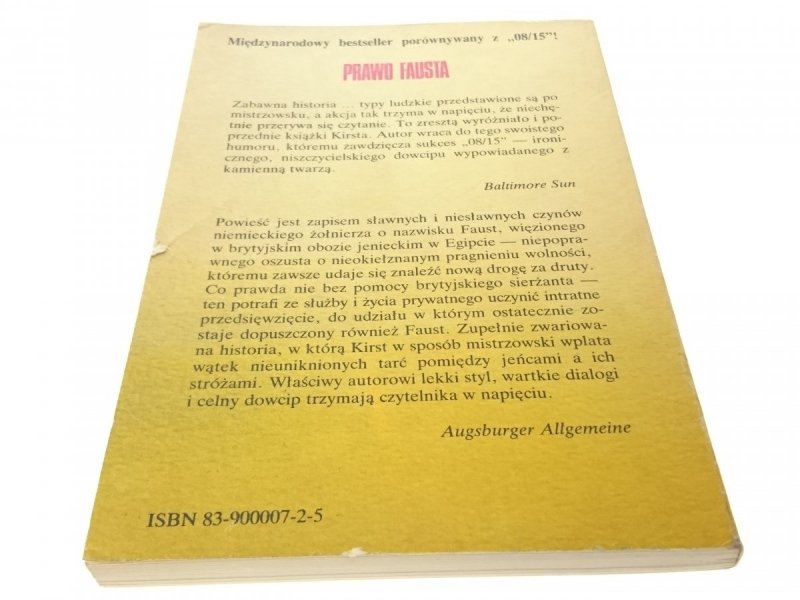 Międzynarodowy bestseller porównywany z „08/15"!
PRAWO FAUSTA
Zabawna historia ... typy ludzkie przedstawione są po
mistrzowsku, a akcja tak trzyma w napięciu, że niechę-
tnie przerywa się czytanie. To zresztą wyróżniało i po-
przednie książki Kirsta. Autor wraca do tego swoistego
humoru, któremu zawdzięcza sukces „08/15" — ironi-
cznego, niszczycielskiego dowcipu wypowiadanego z
kamienną twarzą.
Baltimore Sun
Powieść jest zapisem sławnych i niesławnych czynów
niemieckiego żołnierza o nazwisku Faust, więzionego
w brytyjskim obozie jenieckim w Egipcie — niepopra-
wnego oszusta o nieokiełznanym pragnieniu wolności,
któremu zawsze udaje się znaleźć nową drogę za druty.
Co prawda nie bez pomocy brytyjskiego sierżanta —
ten potrafi ze służby i życia prywatnego uczynić intratne
przedsięwzięcie, do udziału w którym ostatecznie zo-
staje dopuszczony również Faust. Zupełnie zwariowa-
na historia, w którą Kirst w sposób mistrzowski wplata
wątek nieuniknionych tarć pomiędzy jeńcami a ich
stróżami. Właściwy autorowi lekki styl, wartkie dialogi
i celny dowcip trzymają czytelnika w napięciu.
Augsburger Allgemeine
ISBN 83-900007-2-5